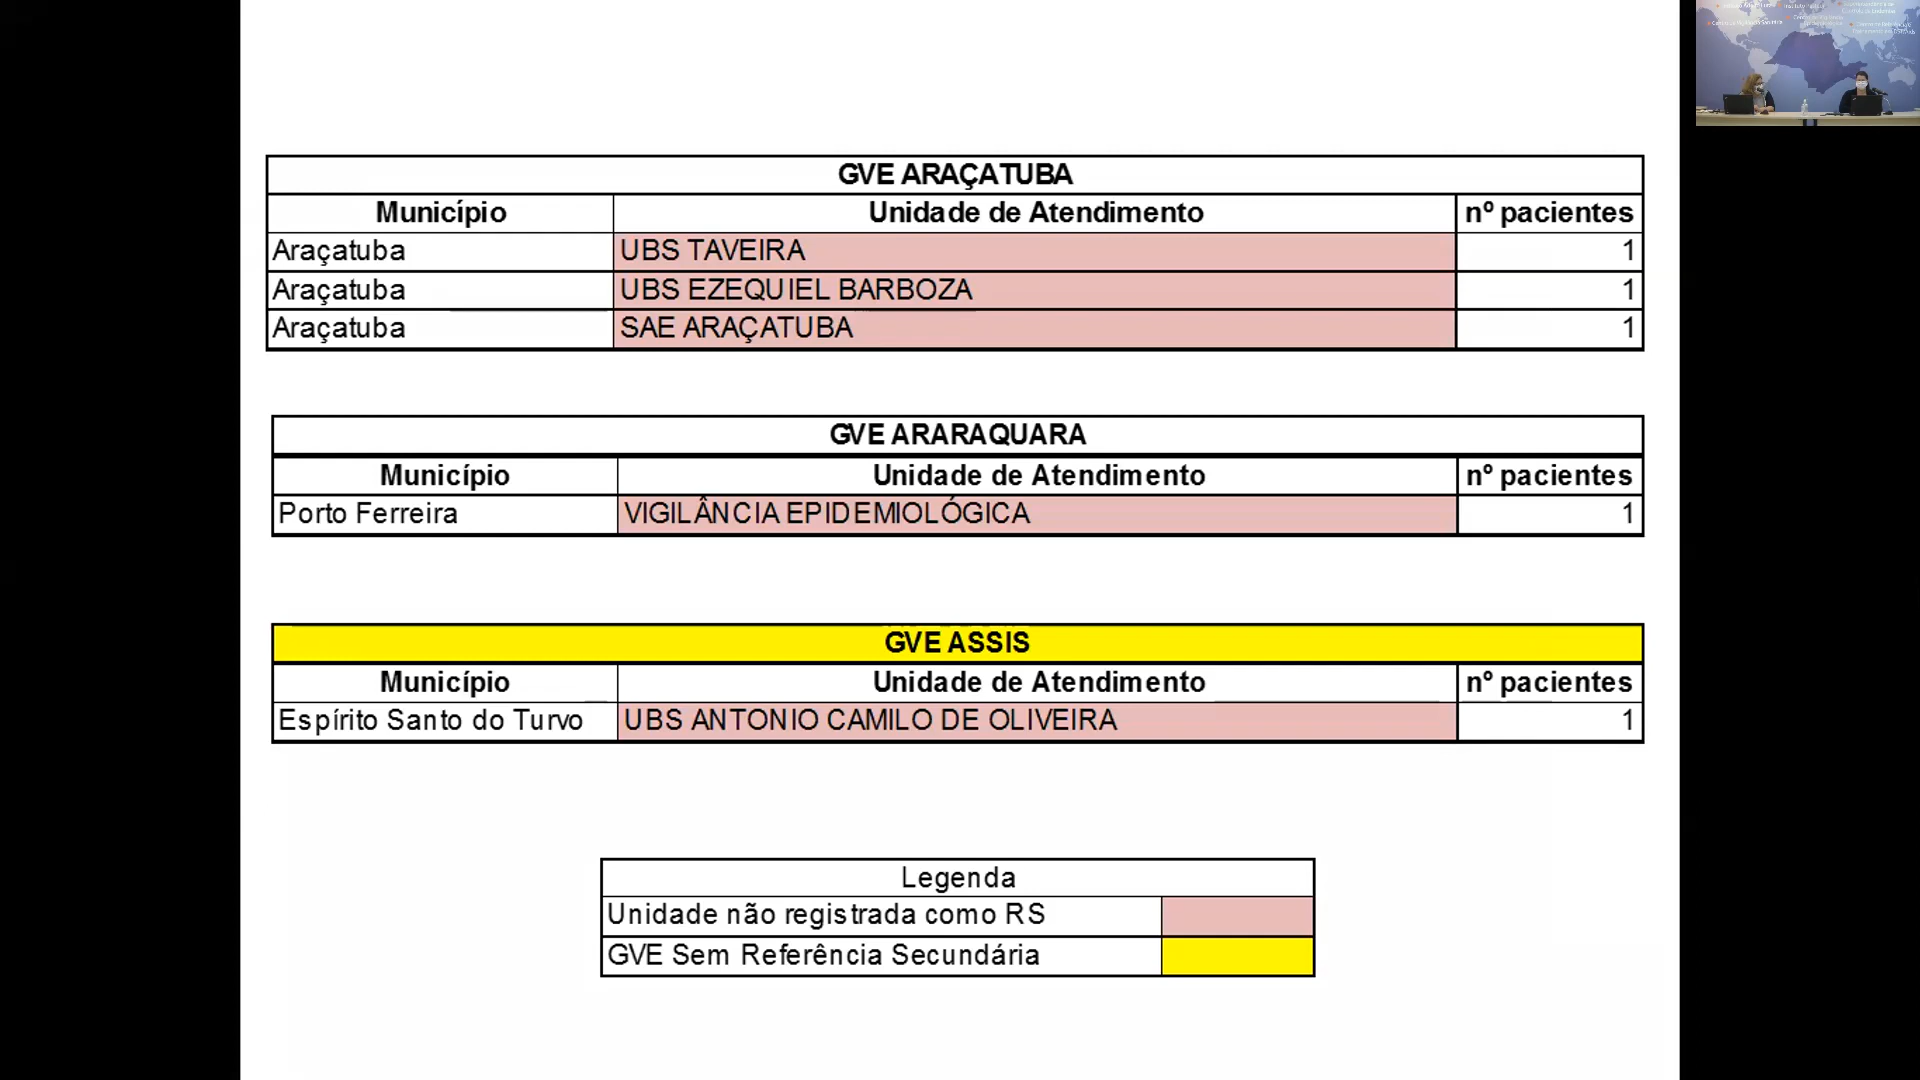 GVE ARAÇATUBA
Município Unidade de Atendimento nº pacientes
Araçatuba UBS TAVEIRA 1
Araçatuba UBS EZEQUIEL BARBOZA 1
Araçatuba SAE ARAÇATUBA 1
GVE ARARAQUARA
Município Unidade de Atendimento nº pacientes
Porto Ferreira VIGILÂNCIA EPIDEMIOLÓGICA 1
GVE ASSIS
Município Unidade de Atendimento nº pacientes
Espírito Santo do Turvo UBS ANTONIO CAMILO DE OLIVEIRA 1
Legenda
Unidade não registrada como RS
GVE Sem Referência Secundária